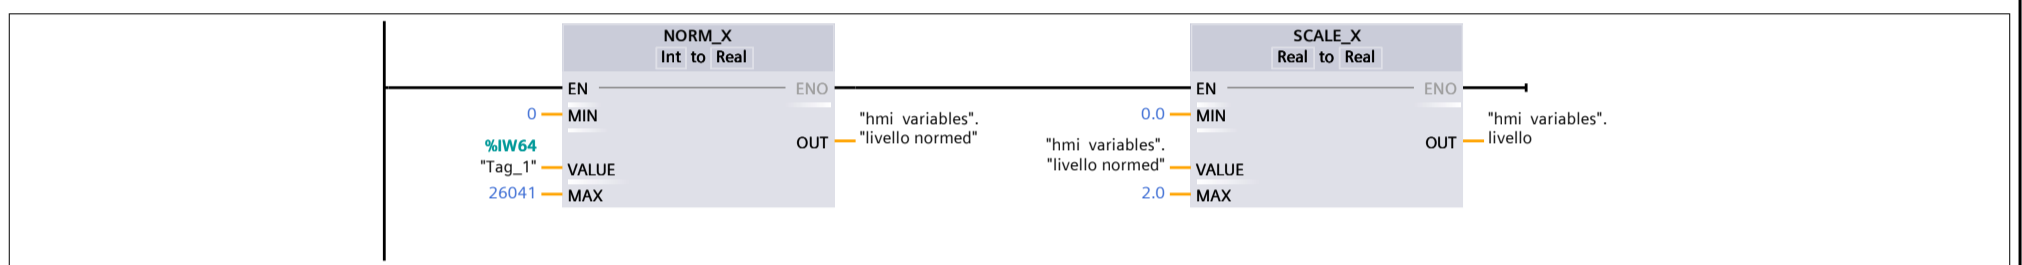 NORM_X
Int to Real
EN ENO
0 MIN
%IW64
"Tag_1" VALUE
26041 MAX
OUT "hmi variables".
"livello normed"
SCALE_X
Real to Real
EN ENO
0.0 MIN
"hmi variables".
"livello normed" VALUE
2.0 MAX
OUT "hmi variables".
livello